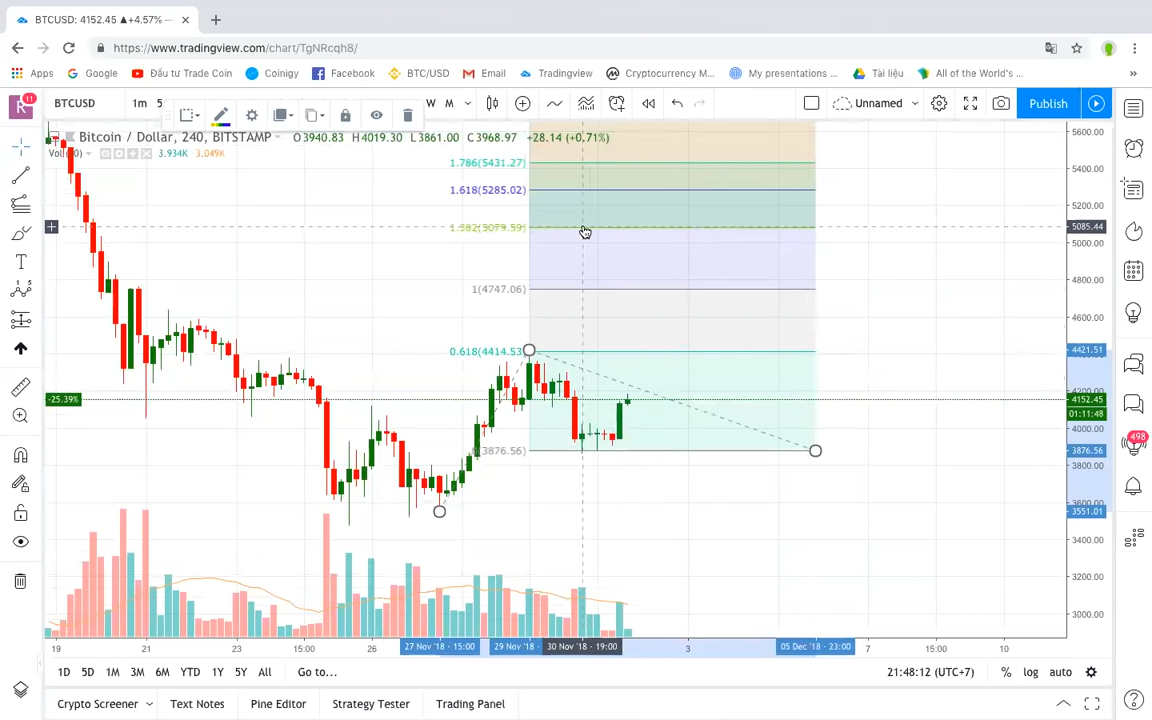 BTCUSD: 4152.45 ▲+4.57% —
https://www.tradingview.com/chart/TgNRcqh8/
Apps Google Đầu tư Trade Coin Coinigy Facebook BTC/USD Email Tradingview Cryptocurrency M... My presentations ... Tài liệu All of the World's ... »
R 11 BTCUSD 1m 5 W M Unnamed Publish
Bitcoin / Dollar, 240, BITSTAMP O3940.83 H4019.30 L3861.00 C3968.97 +28.14 (+0.71%)
3.934K 3.049K
5600.00
1.786(5431.27)
5400.00
1.618(5285.02)
5200.00
1.382(5079.59)
5085.44
5000.00
4800.00
1(4747.06)
4600.00
0.618(4414.53)
4421.51
-25.39%
4152.45
01:11:48
4000.00
498
(3876.56)
3876.56
3800.00
3551.01
3400.00
3200.00
3000.00
19 21 23 15:00 26 27 Nov '18 - 15:00 29 Nov '18 - 30 Nov '18 - 19:00 3 05 Dec '18 - 23:00 7 15:00 10
1D 5D 1M 3M 6M YTD 1Y 5Y All Go to... 21:48:12 (UTC+7) % log auto
Crypto Screener Text Notes Pine Editor Strategy Tester Trading Panel